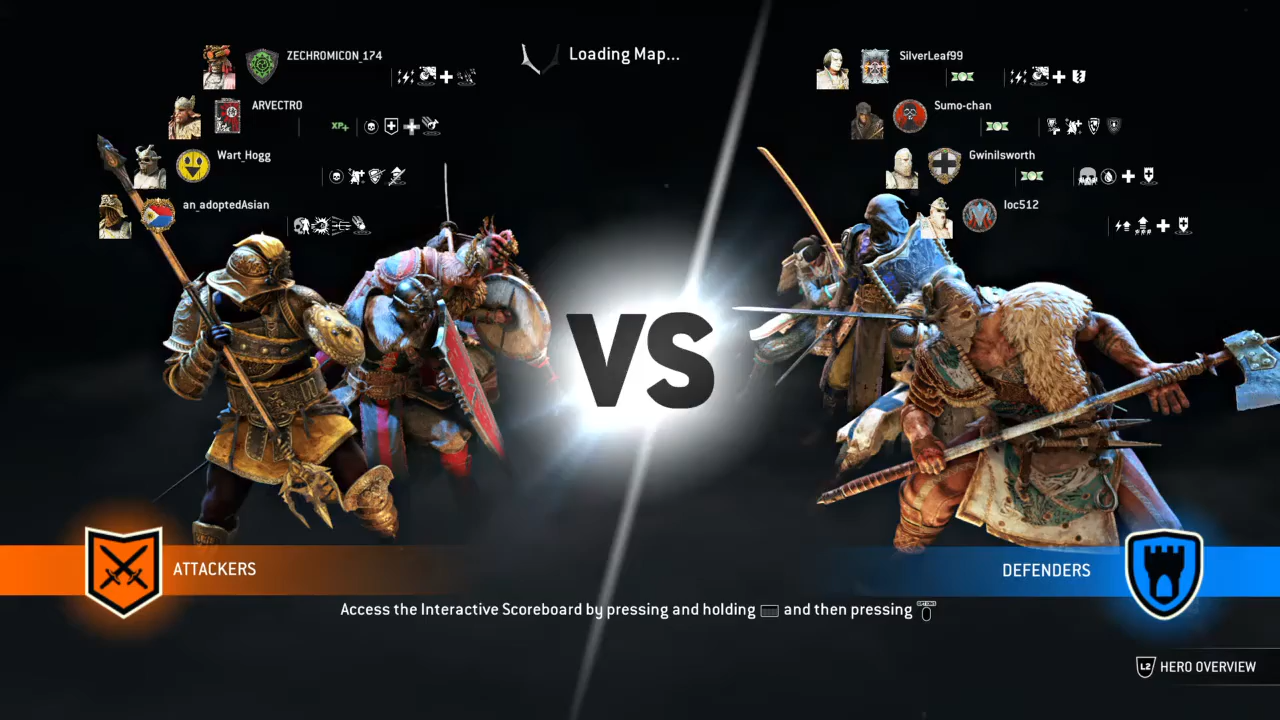 Loading Map...
ZECHROMICON_174
ARVECTRO
XP+
Wart_Hogg
an_adoptedAsian
SilverLeaf99
Sumo-chan
Gwinilsworth
loc512
VS
ATTACKERS
DEFENDERS
Access the Interactive Scoreboard by pressing and holding and then pressing
L2 HERO OVERVIEW